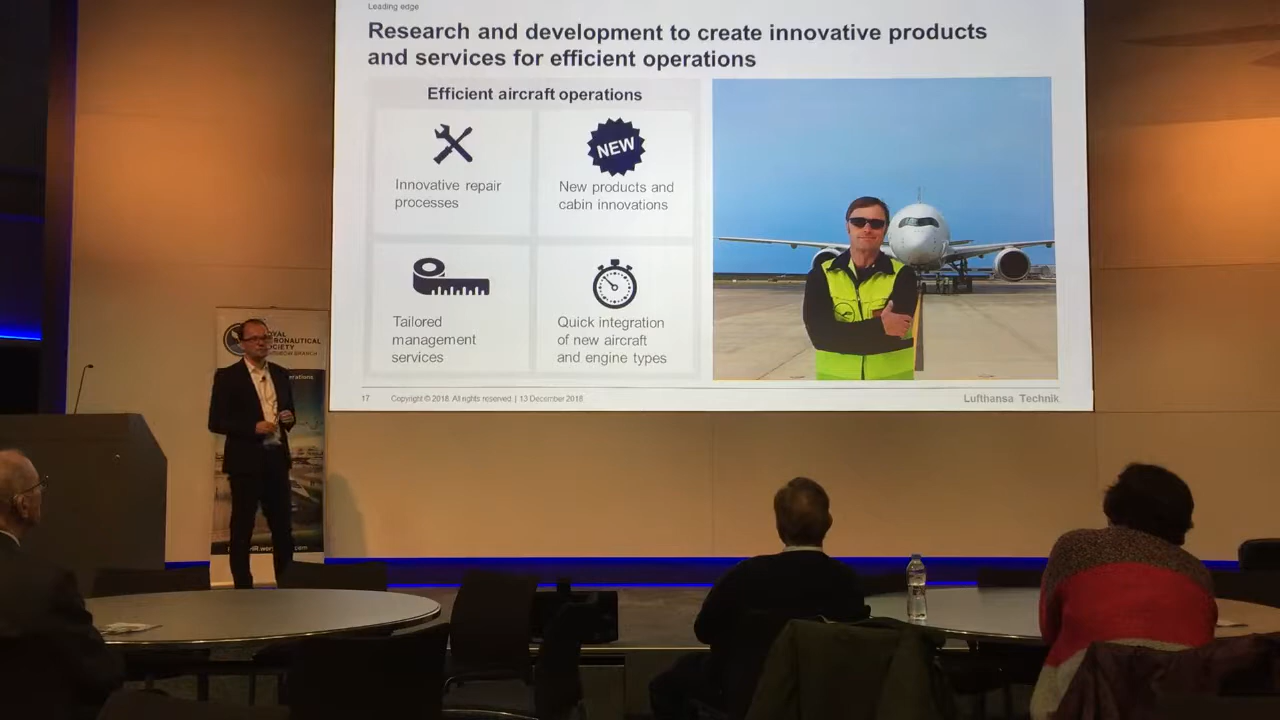 Leading edge
Research and development to create innovative products
and services for efficient operations
Efficient aircraft operations
Innovative repair
processes
NEW
New products and
cabin innovations
Tailored
management
services
Quick integration
of new aircraft
and engine types
17 Copyright © 2018. All rights reserved. | 13 December 2018
Lufthansa Technik
AERONAUTICAL
SOCIETY
BRANCH